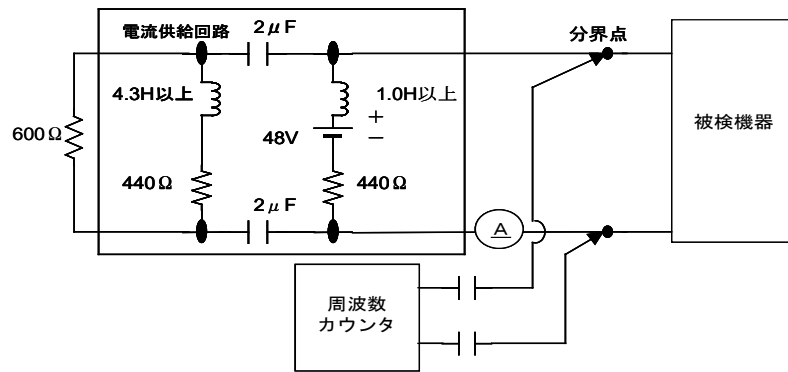 電流供給回路
2μF
分界点
4.3H以上
1.0H以上
+
−
48V
600Ω
440Ω
440Ω
2μF
A
被検機器
周波数
カウンタ